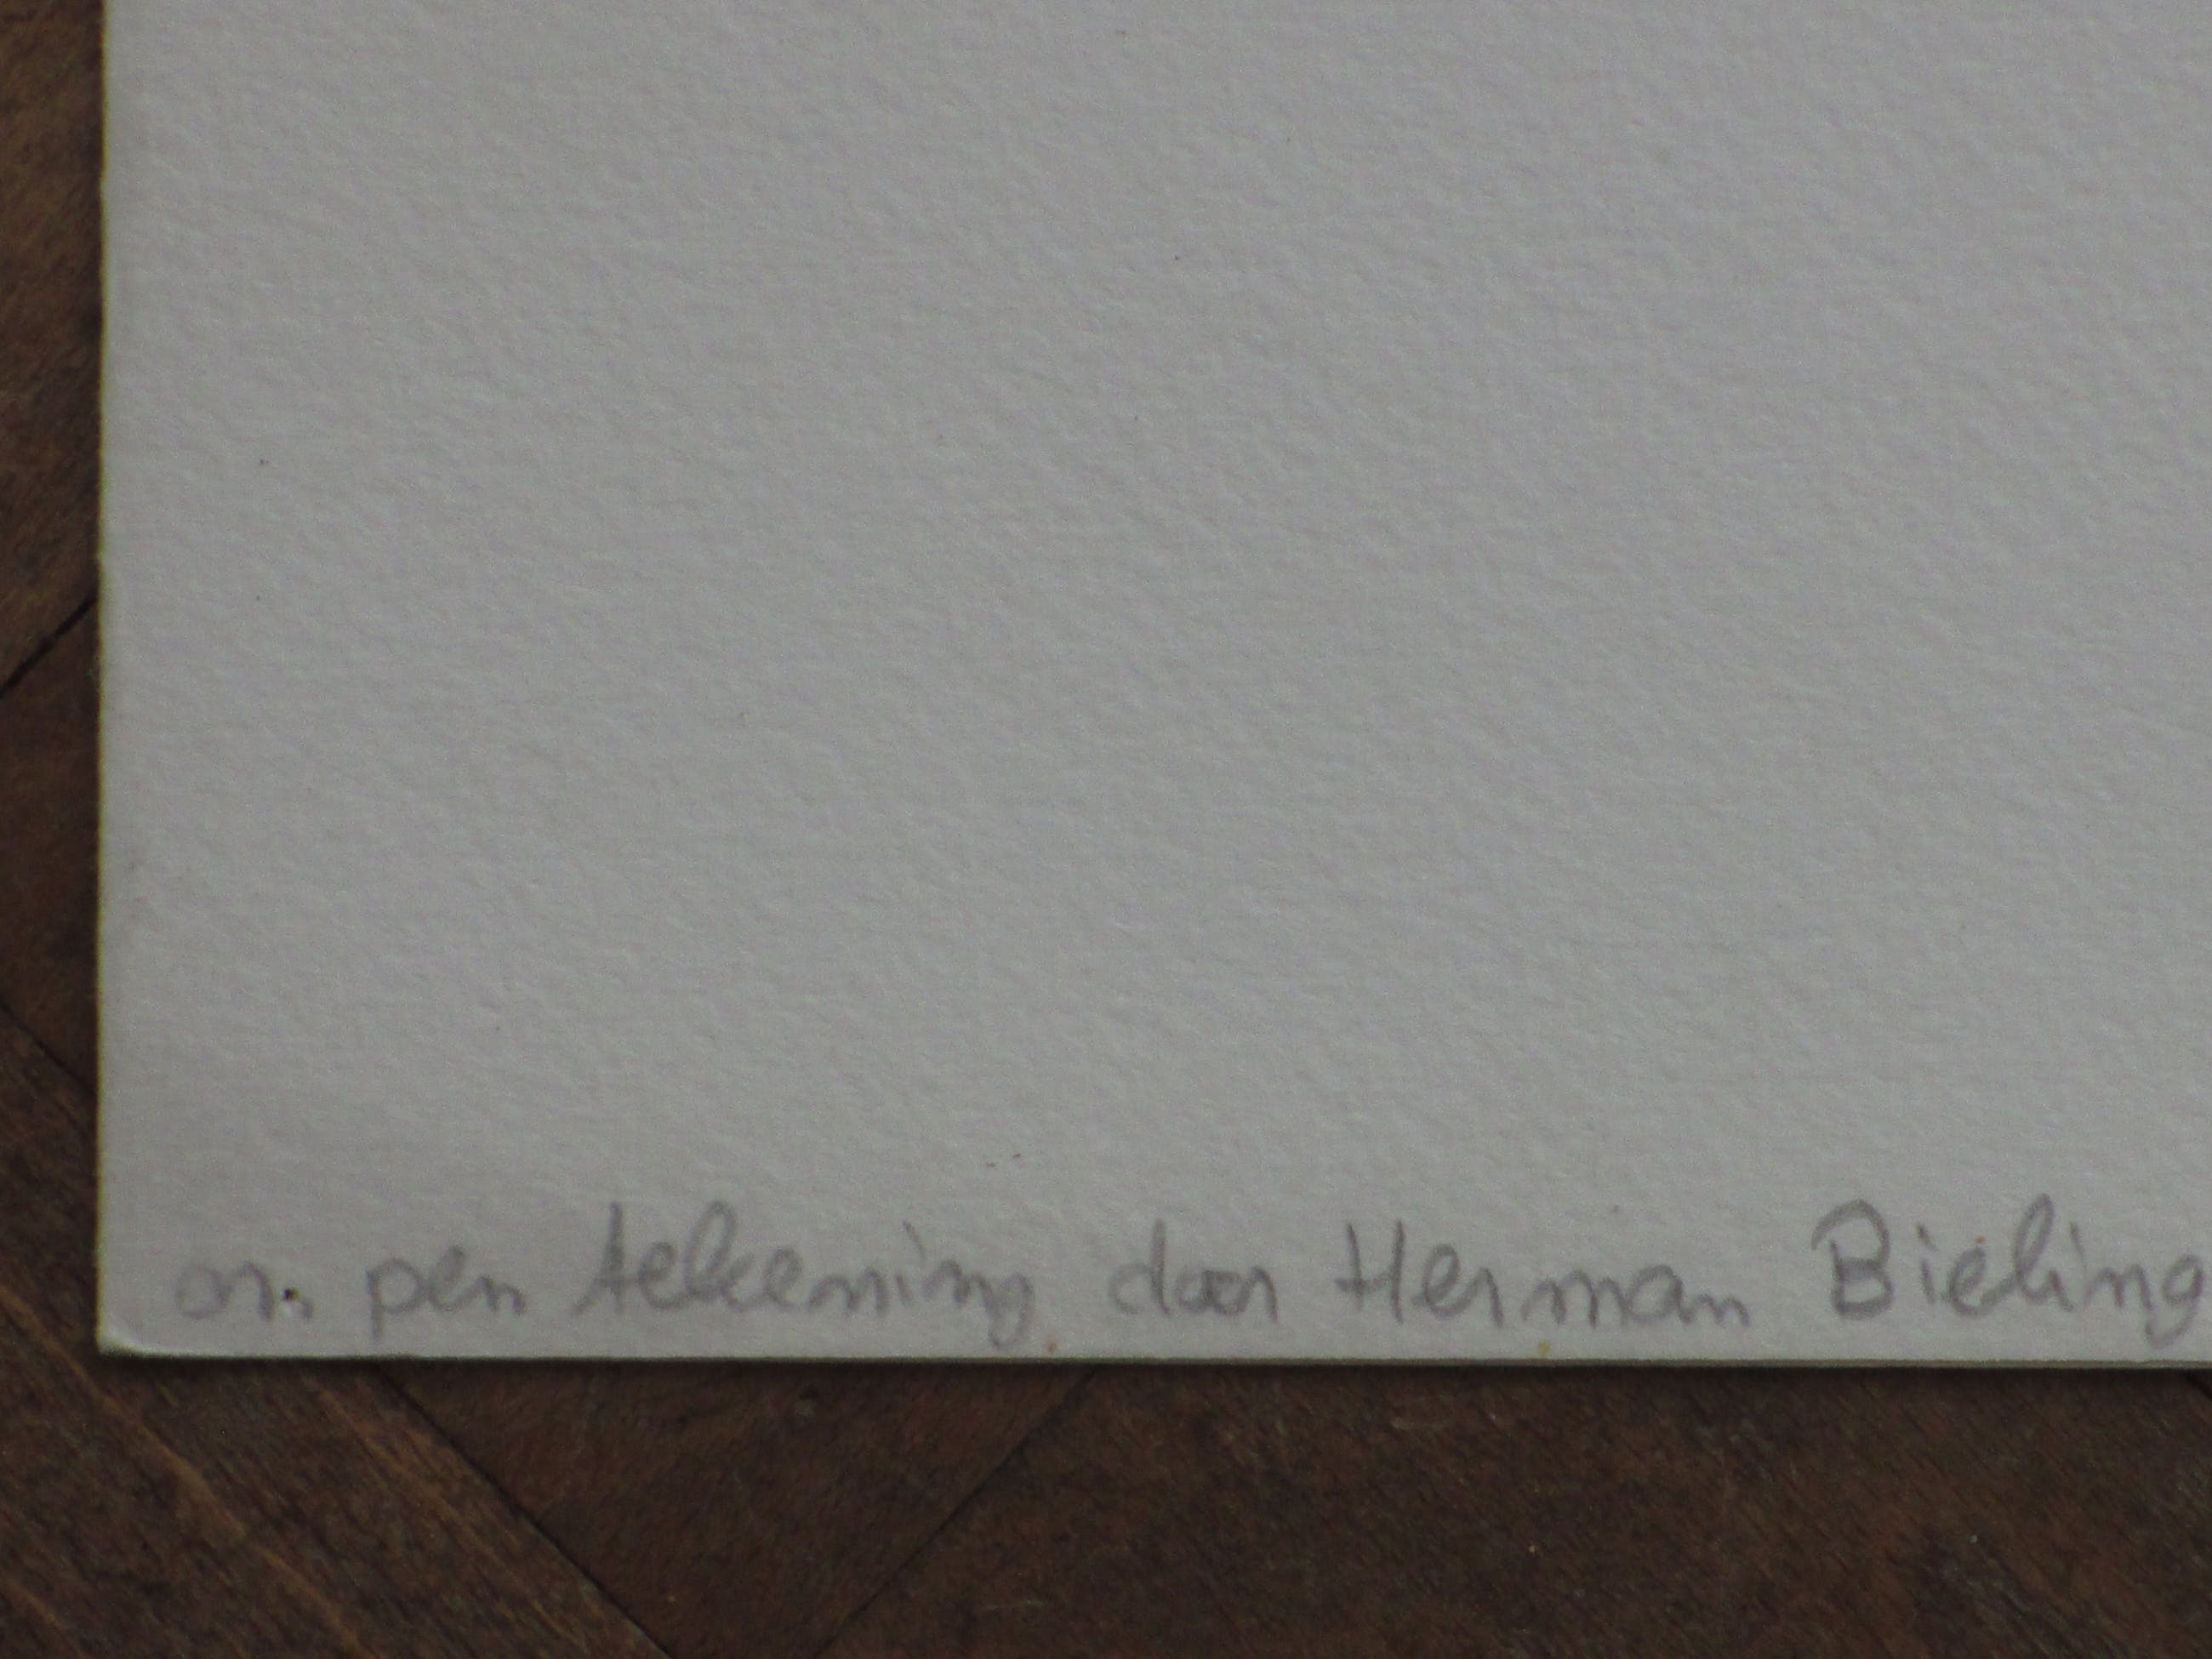 on. pen tekening door Herman Bieling